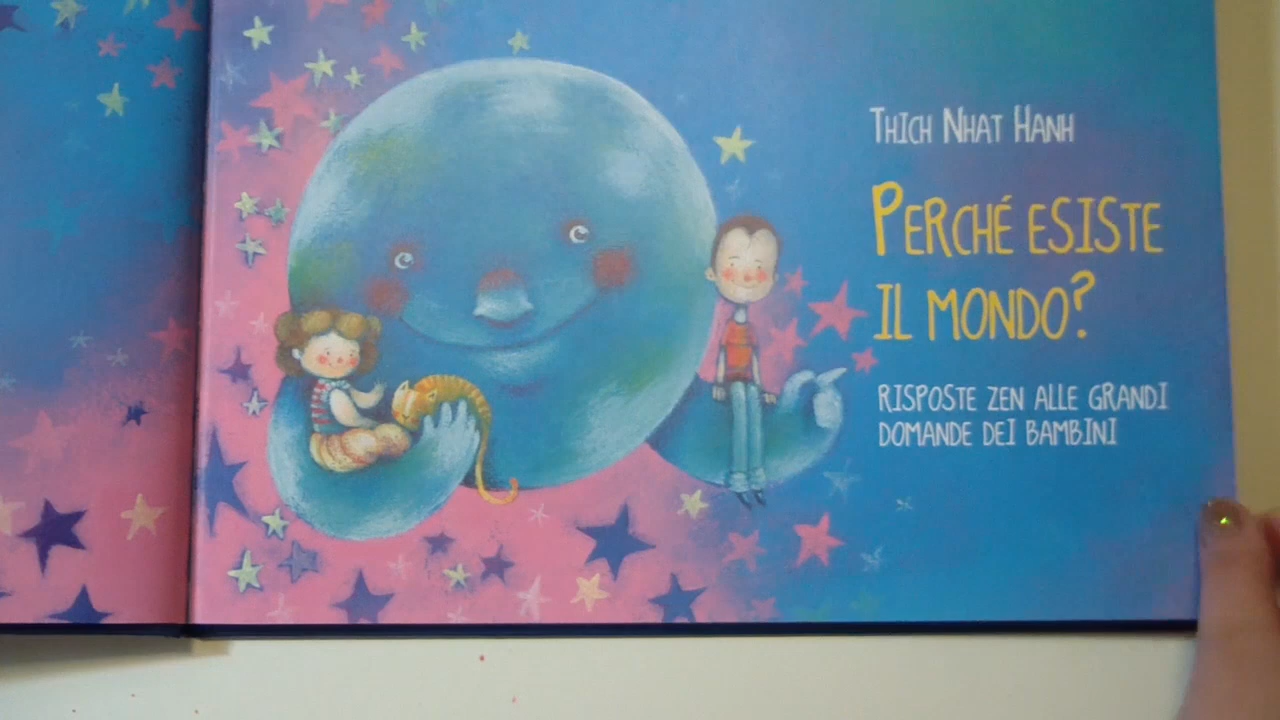 THICH NHAT HANH
PERCHÉ ESISTE
IL MONDO?
RISPOSTE ZEN ALLE GRANDI
DOMANDE DEI BAMBINI